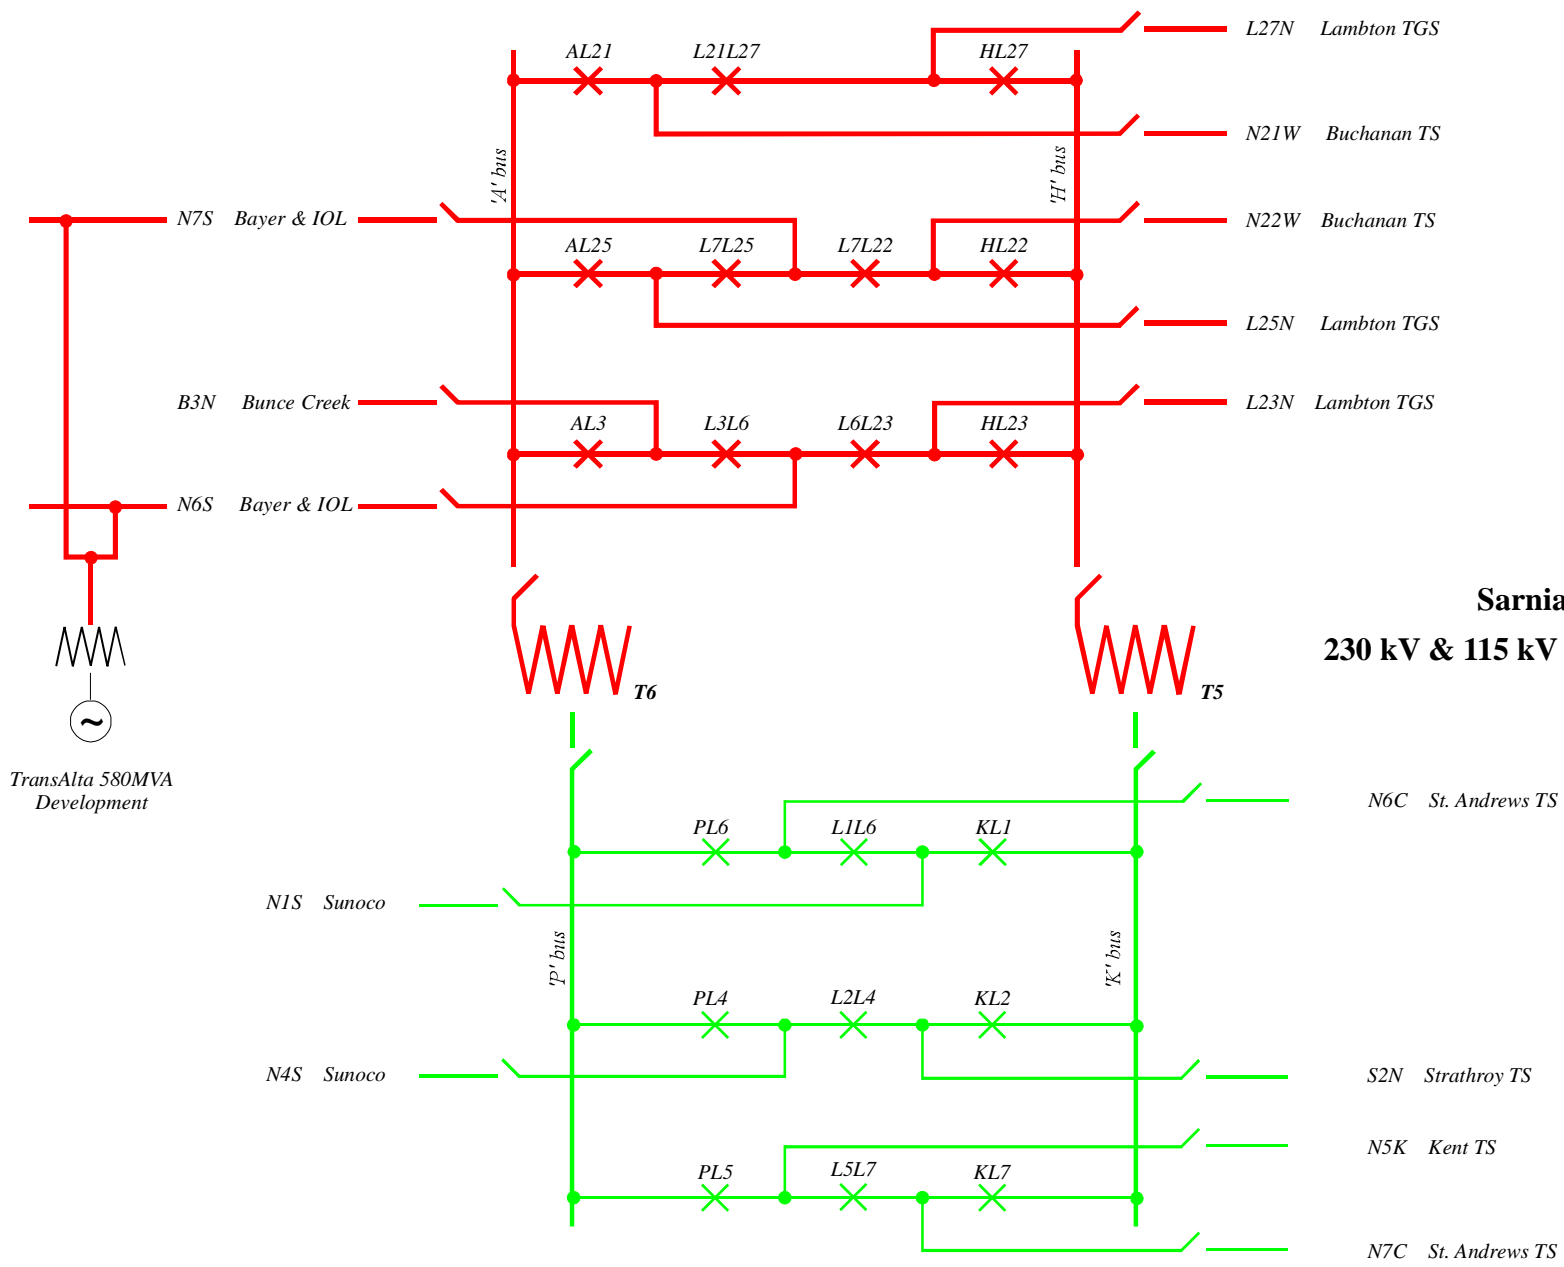 L27N Lambton TGS
AL21 L21L27 HL27
N21W Buchanan TS
'A' bus
'H' bus
N7S Bayer & IOL
N22W Buchanan TS
AL25 L7L25 L7L22 HL22
L25N Lambton TGS
B3N Bunce Creek
L23N Lambton TGS
AL3 L3L6 L6L23 HL23
N6S Bayer & IOL
Sarnia
230 kV & 115 kV
T6
T5
~
TransAlta 580MVA
Development
N6C St. Andrews TS
PL6 L1L6 KL1
N1S Sunoco
'P' bus
'K' bus
PL4 L2L4 KL2
N4S Sunoco
S2N Strathroy TS
N5K Kent TS
PL5 L5L7 KL7
N7C St. Andrews TS